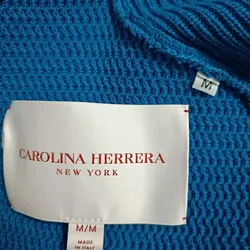 M
CAROLINA HERRERA
NEW YORK
M/M
MADE
IN ITALY